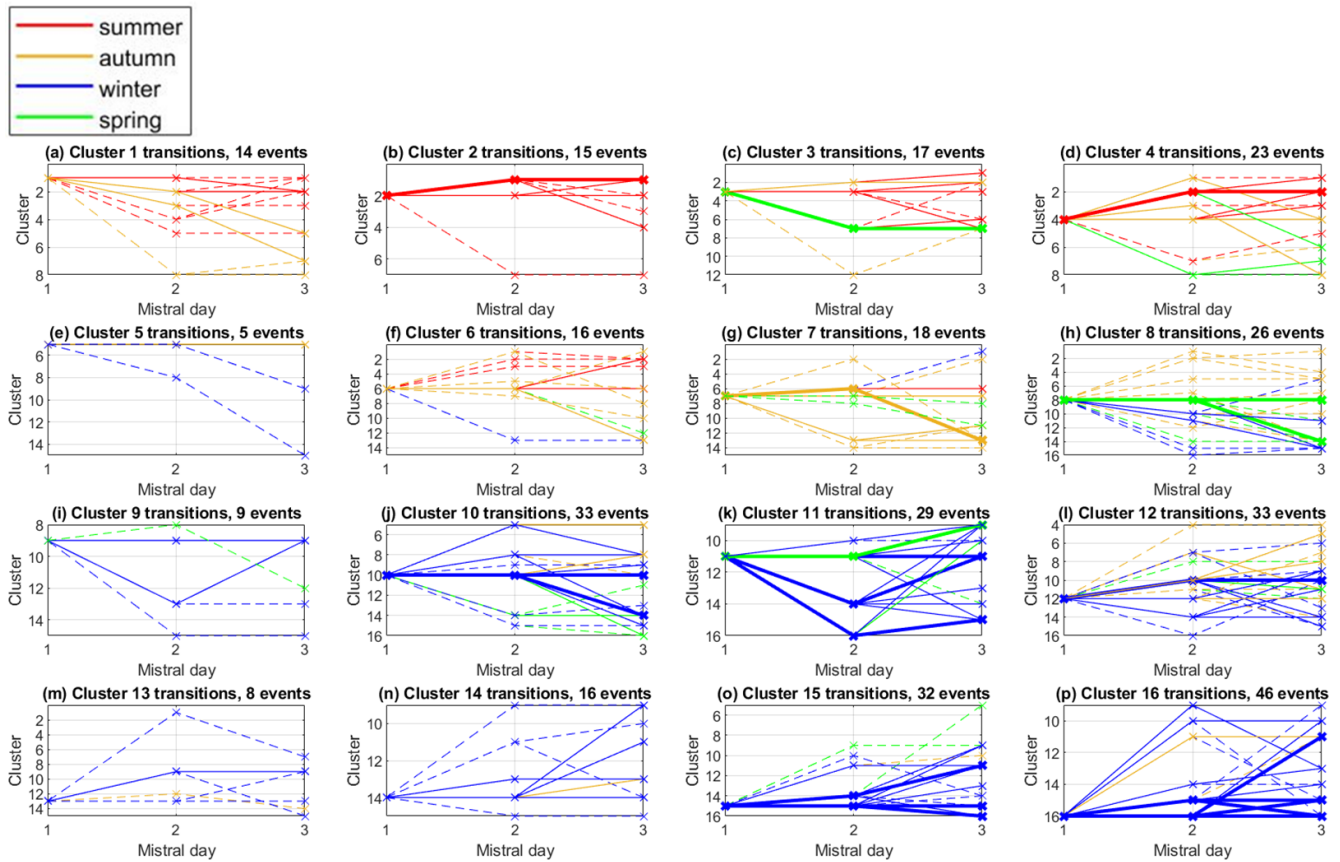 summer
autumn
winter
spring
(a) Cluster 1 transitions, 14 events
(b) Cluster 2 transitions, 15 events
(c) Cluster 3 transitions, 17 events
(d) Cluster 4 transitions, 23 events
Cluster
2
4
6
8
1
2
3
Mistral day
Cluster
2
4
6
1
2
3
Mistral day
Cluster
2
4
6
8
10
12
1
2
3
Mistral day
Cluster
2
4
6
8
1
2
3
Mistral day
(e) Cluster 5 transitions, 5 events
(f) Cluster 6 transitions, 16 events
(g) Cluster 7 transitions, 18 events
(h) Cluster 8 transitions, 26 events
Cluster
6
8
10
12
14
1
2
3
Mistral day
Cluster
2
4
6
8
10
12
14
1
2
3
Mistral day
Cluster
2
4
6
8
10
12
14
1
2
3
Mistral day
Cluster
2
4
6
8
10
12
14
16
1
2
3
Mistral day
(i) Cluster 9 transitions, 9 events
(j) Cluster 10 transitions, 33 events
(k) Cluster 11 transitions, 29 events
(l) Cluster 12 transitions, 33 events
Cluster
8
10
12
14
1
2
3
Mistral day
Cluster
6
8
10
12
14
16
1
2
3
Mistral day
Cluster
10
12
14
16
1
2
3
Mistral day
Cluster
4
6
8
10
12
14
16
1
2
3
Mistral day
(m) Cluster 13 transitions, 8 events
(n) Cluster 14 transitions, 16 events
(o) Cluster 15 transitions, 32 events
(p) Cluster 16 transitions, 46 events
Cluster
2
4
6
8
10
12
14
1
2
3
Mistral day
Cluster
10
12
14
1
2
3
Mistral day
Cluster
6
8
10
12
14
16
1
2
3
Mistral day
Cluster
10
12
14
16
1
2
3
Mistral day